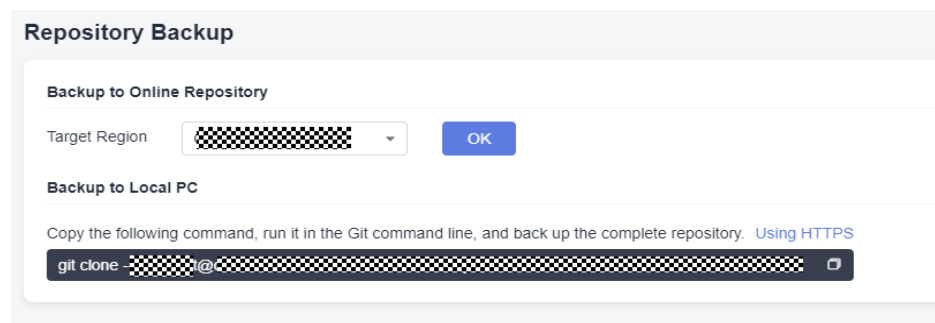 Repository Backup
Backup to Online Repository
Target Region
OK
Backup to Local PC
Copy the following command, run it in the Git command line, and back up the complete repository. Using HTTPS
git clone -